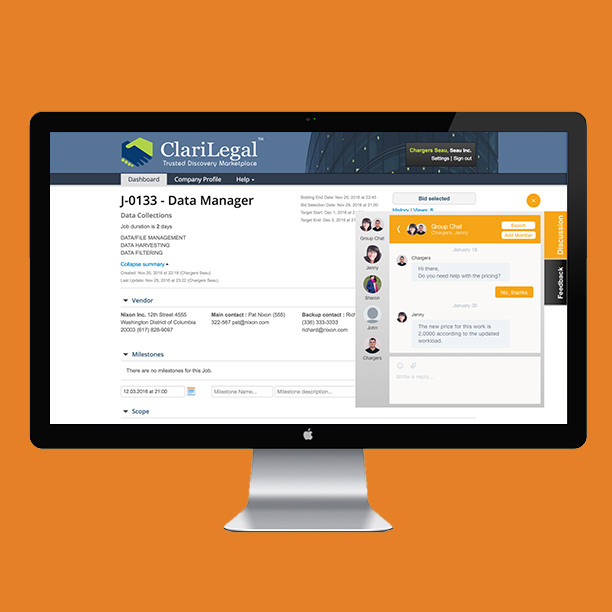 ClariLegal™
Trusted Discovery Marketplace
Chargers Seau, Seau Inc.
Settings | Sign out
Dashboard
Company Profile
Help
J-0133 - Data Manager
Data Collections
Job duration is 2 days
DATA/FILE MANAGEMENT
DATA HARVESTING
DATA FILTERING
Collapse summary
Created: Nov 25, 2016 at 22:19 (Chargers Seau)
Last Update: Nov 25, 2016 at 23:22 (Chargers Seau)
Bidding End Date: Nov 29, 2016 at 22:45
Bid Selection Date: Nov 29, 2016 at 21:00
Target Start: Dec 1, 2016 at 2
Target End: Dec 5, 2016 at
Bid selected
History | Views: 8
Vendor
Nixon Inc. 12th Street 4555
Washington District of Columbia
20003 (617) 828-9097
Main contact : Pat Nixon (555)
322-567 pat@nixon.com
Backup contact : Rich
(336) 333-3333
richard@nixon.com
Milestones
There are no milestones for this Job.
12.03.2016 at 21:00
Milestone Name...
Milestone description...
Scope
Group Chat
Jenny
Sharon
John
Chargers
Group Chat
Chargers, Jenny
Export
Add Member
January 18
Chargers
Hi there,
Do you need help with the pricing?
No, thanks
January 20
Jenny
The new price for this work is
2,0000 according to the updated
workload.
Write a reply...
Discussion
Feedback